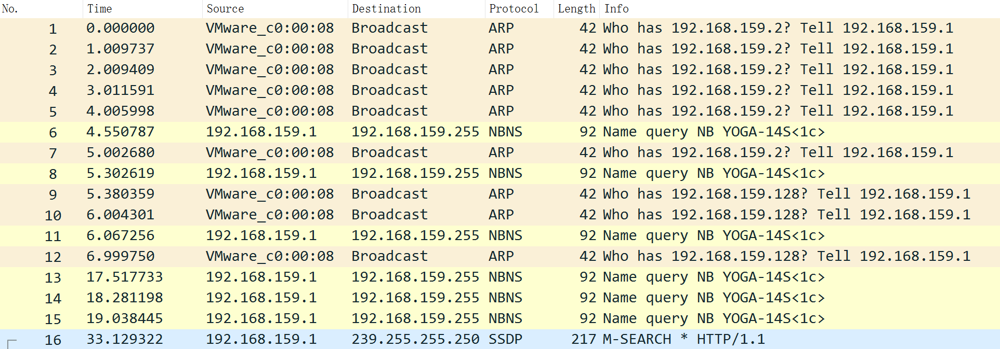 No. Time Source Destination Protocol Length Info
1 0.000000 VMware_c0:00:08 Broadcast ARP 42 Who has 192.168.159.2? Tell 192.168.159.1
2 1.009737 VMware_c0:00:08 Broadcast ARP 42 Who has 192.168.159.2? Tell 192.168.159.1
3 2.009409 VMware_c0:00:08 Broadcast ARP 42 Who has 192.168.159.2? Tell 192.168.159.1
4 3.011591 VMware_c0:00:08 Broadcast ARP 42 Who has 192.168.159.2? Tell 192.168.159.1
5 4.005998 VMware_c0:00:08 Broadcast ARP 42 Who has 192.168.159.2? Tell 192.168.159.1
6 4.550787 192.168.159.1 192.168.159.255 NBNS 92 Name query NB YOGA-14S<1c>
7 5.002680 VMware_c0:00:08 Broadcast ARP 42 Who has 192.168.159.2? Tell 192.168.159.1
8 5.302619 192.168.159.1 192.168.159.255 NBNS 92 Name query NB YOGA-14S<1c>
9 5.380359 VMware_c0:00:08 Broadcast ARP 42 Who has 192.168.159.128? Tell 192.168.159.1
10 6.004301 VMware_c0:00:08 Broadcast ARP 42 Who has 192.168.159.128? Tell 192.168.159.1
11 6.067256 192.168.159.1 192.168.159.255 NBNS 92 Name query NB YOGA-14S<1c>
12 6.999750 VMware_c0:00:08 Broadcast ARP 42 Who has 192.168.159.128? Tell 192.168.159.1
13 17.517733 192.168.159.1 192.168.159.255 NBNS 92 Name query NB YOGA-14S<1c>
14 18.281198 192.168.159.1 192.168.159.255 NBNS 92 Name query NB YOGA-14S<1c>
15 19.038445 192.168.159.1 192.168.159.255 NBNS 92 Name query NB YOGA-14S<1c>
16 33.129322 192.168.159.1 239.255.255.250 SSDP 217 M-SEARCH * HTTP/1.1